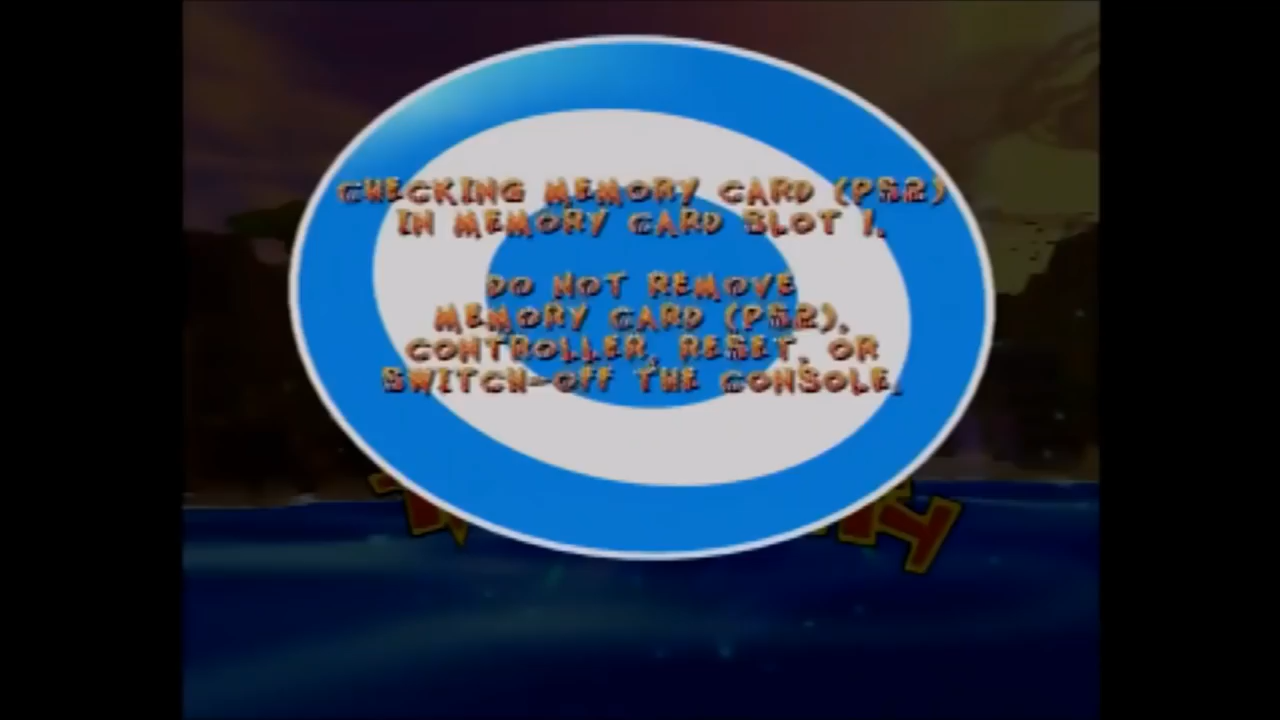 CHECKING MEMORY CARD (PS2)
IN MEMORY CARD SLOT 1.
DO NOT REMOVE
MEMORY CARD (PS2),
CONTROLLER, RESET, OR
SWITCH-OFF THE CONSOLE.